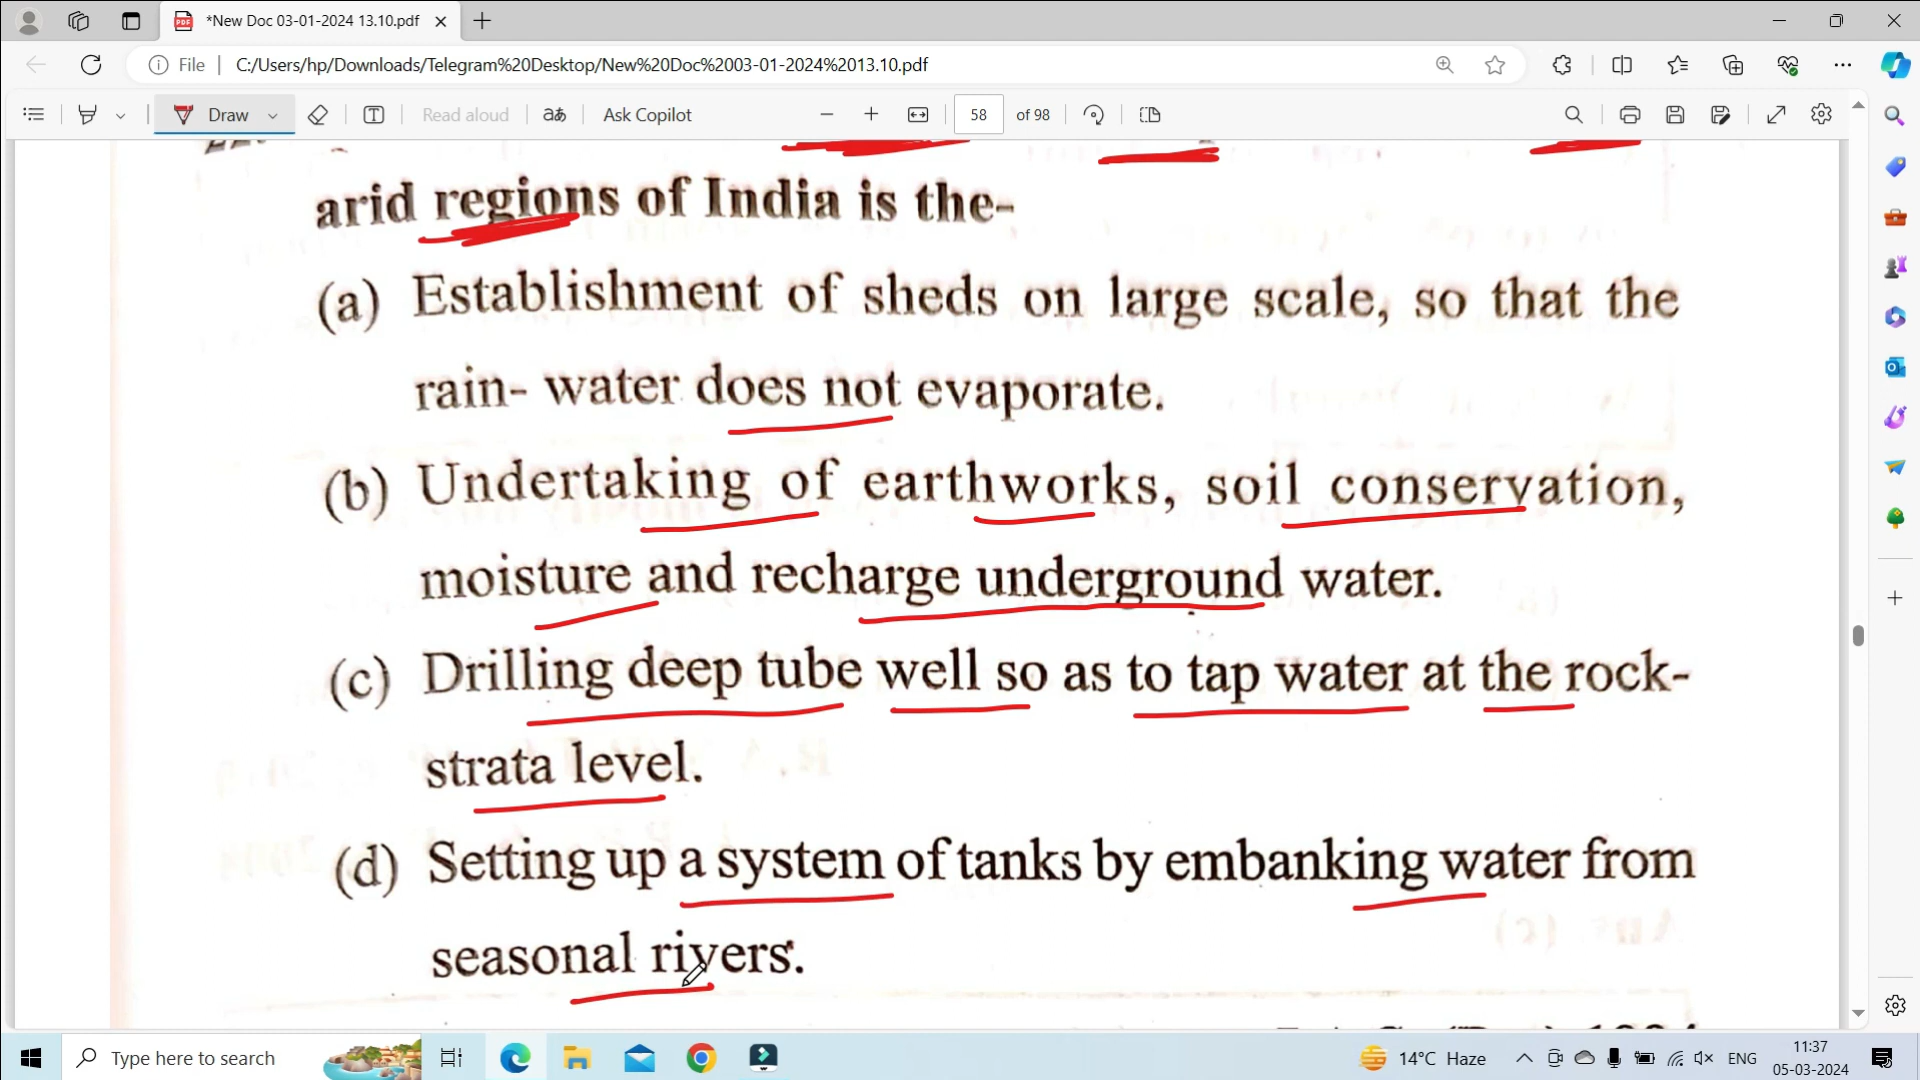 *New Doc 03-01-2024 13.10.pdf
File
C:/Users/hp/Downloads/Telegram%20Desktop/New%20Doc%2003-01-2024%2013.10.pdf
Draw
Read aloud
aあ
Ask Copilot
58
of 98
arid regions of India is the-
(a) Establishment of sheds on large scale, so that the
rain- water does not evaporate.
(b) Undertaking of earthworks, soil conservation,
moisture and recharge underground water.
(c) Drilling deep tube well so as to tap water at the rock-
strata level.
(d) Setting up a system of tanks by embanking water from
seasonal rivers.
Type here to search
14°C Haze
ENG
11:37
05-03-2024